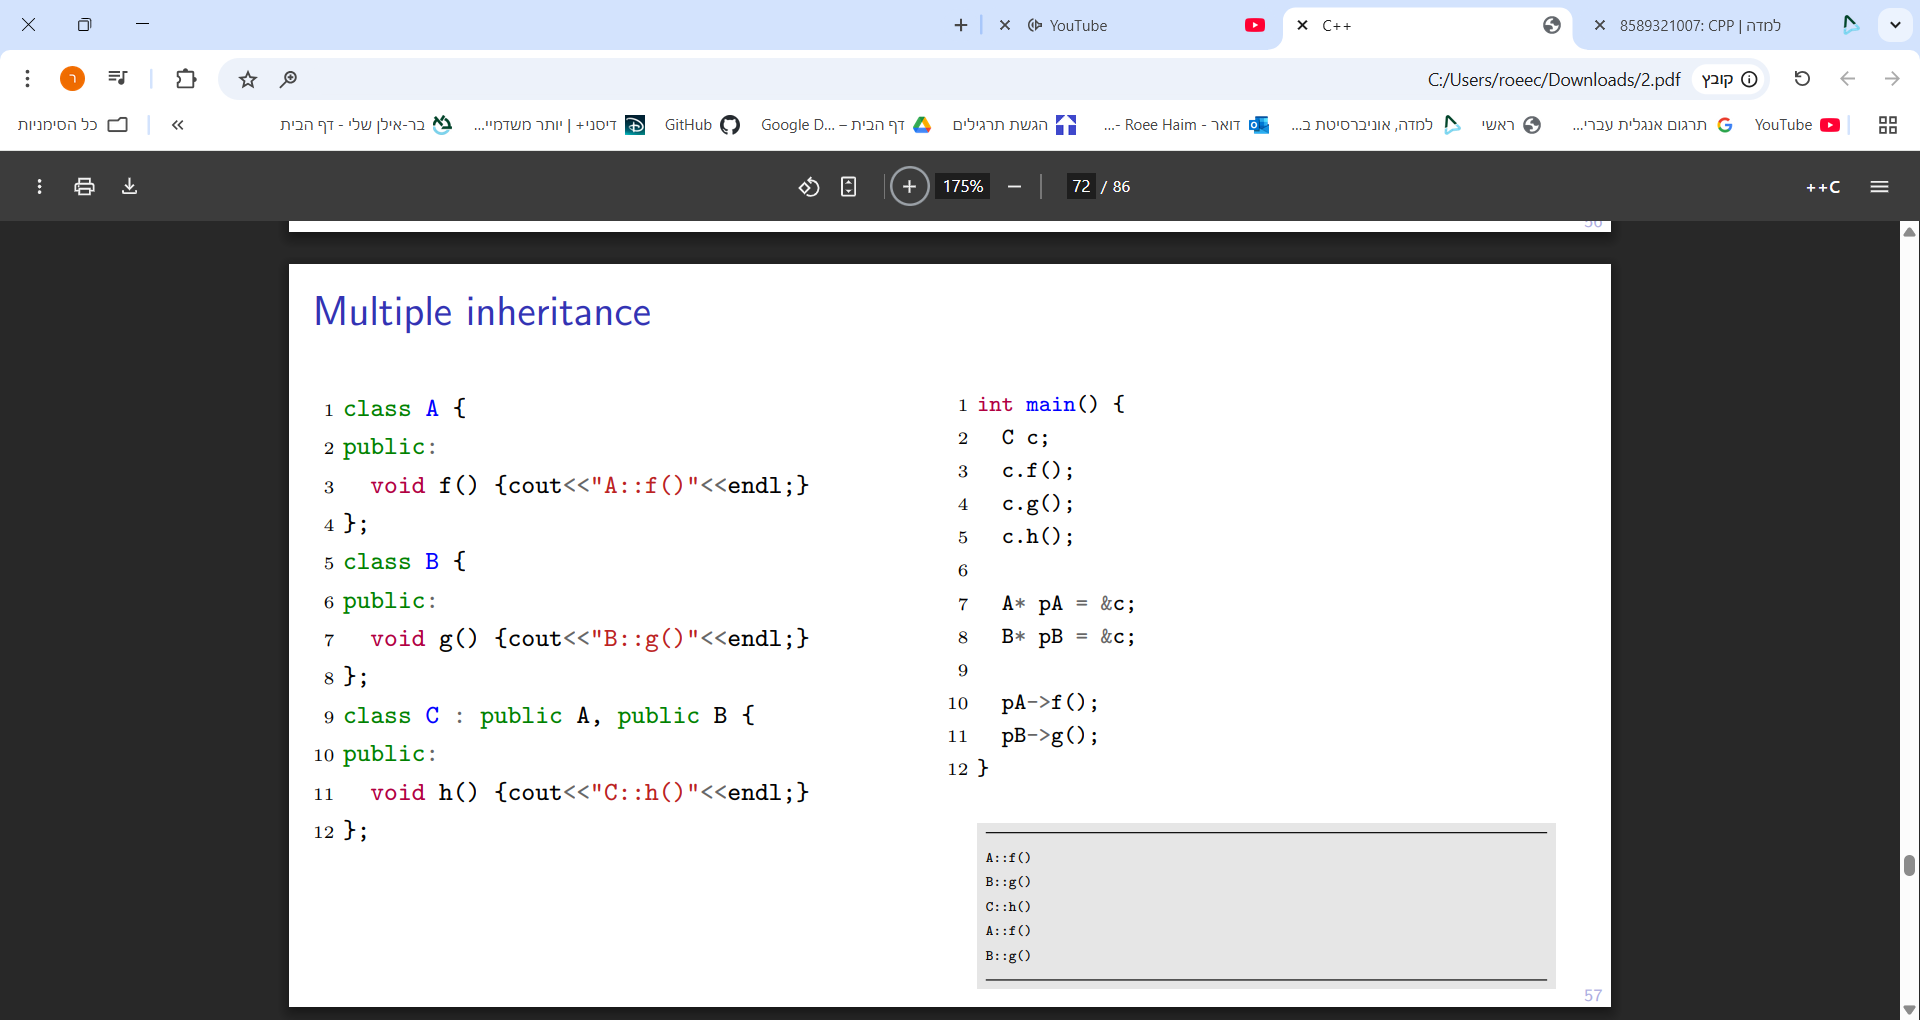 YouTube
C++
למדה | CPP :8589321007
C:/Users/roeec/Downloads/2.pdf
קובץ
ר
כל הסימניות
בר-אילן שלי - דף הבית
דיסני+ | יותר משדמיי...
GitHub
דף הבית – Google D...
הגשת תרגילים
דואר - Roee Haim -...
למדה, אוניברסיטת ב...
ראשי
תרגום אנגלית עברי...
YouTube
175%
72 / 86
++C
56
Multiple inheritance
1 class A {
2 public:
3 void f() {cout<<"A::f()"<<endl;}
4 };
5 class B {
6 public:
7 void g() {cout<<"B::g()"<<endl;}
8 };
9 class C : public A, public B {
10 public:
11 void h() {cout<<"C::h()"<<endl;}
12 };
1 int main() {
2 C c;
3 c.f();
4 c.g();
5 c.h();
6
7 A* pA = &c;
8 B* pB = &c;
9
10 pA->f();
11 pB->g();
12 }
A::f()
B::g()
C::h()
A::f()
B::g()
57